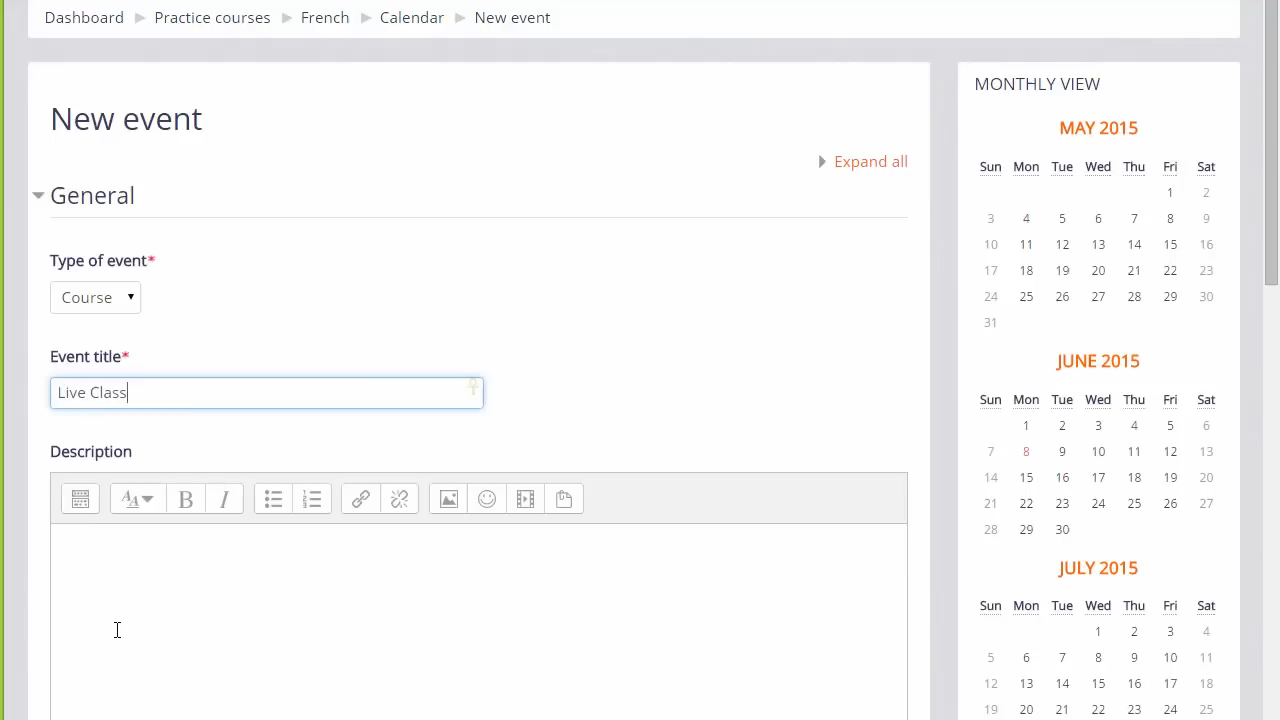 Dashboard ▶ Practice courses ▶ French ▶ Calendar ▶ New event
New event
Expand all
General
Type of event*
Course
Event title*
Live Class
Description
AA B I
MONTHLY VIEW
MAY 2015
Sun Mon Tue Wed Thu Fri Sat
1 2
3 4 5 6 7 8 9
10 11 12 13 14 15 16
17 18 19 20 21 22 23
24 25 26 27 28 29 30
31
JUNE 2015
Sun Mon Tue Wed Thu Fri Sat
1 2 3 4 5 6
7 8 9 10 11 12 13
14 15 16 17 18 19 20
21 22 23 24 25 26 27
28 29 30
JULY 2015
Sun Mon Tue Wed Thu Fri Sat
1 2 3 4
5 6 7 8 9 10 11
12 13 14 15 16 17 18
19 20 21 22 23 24 25